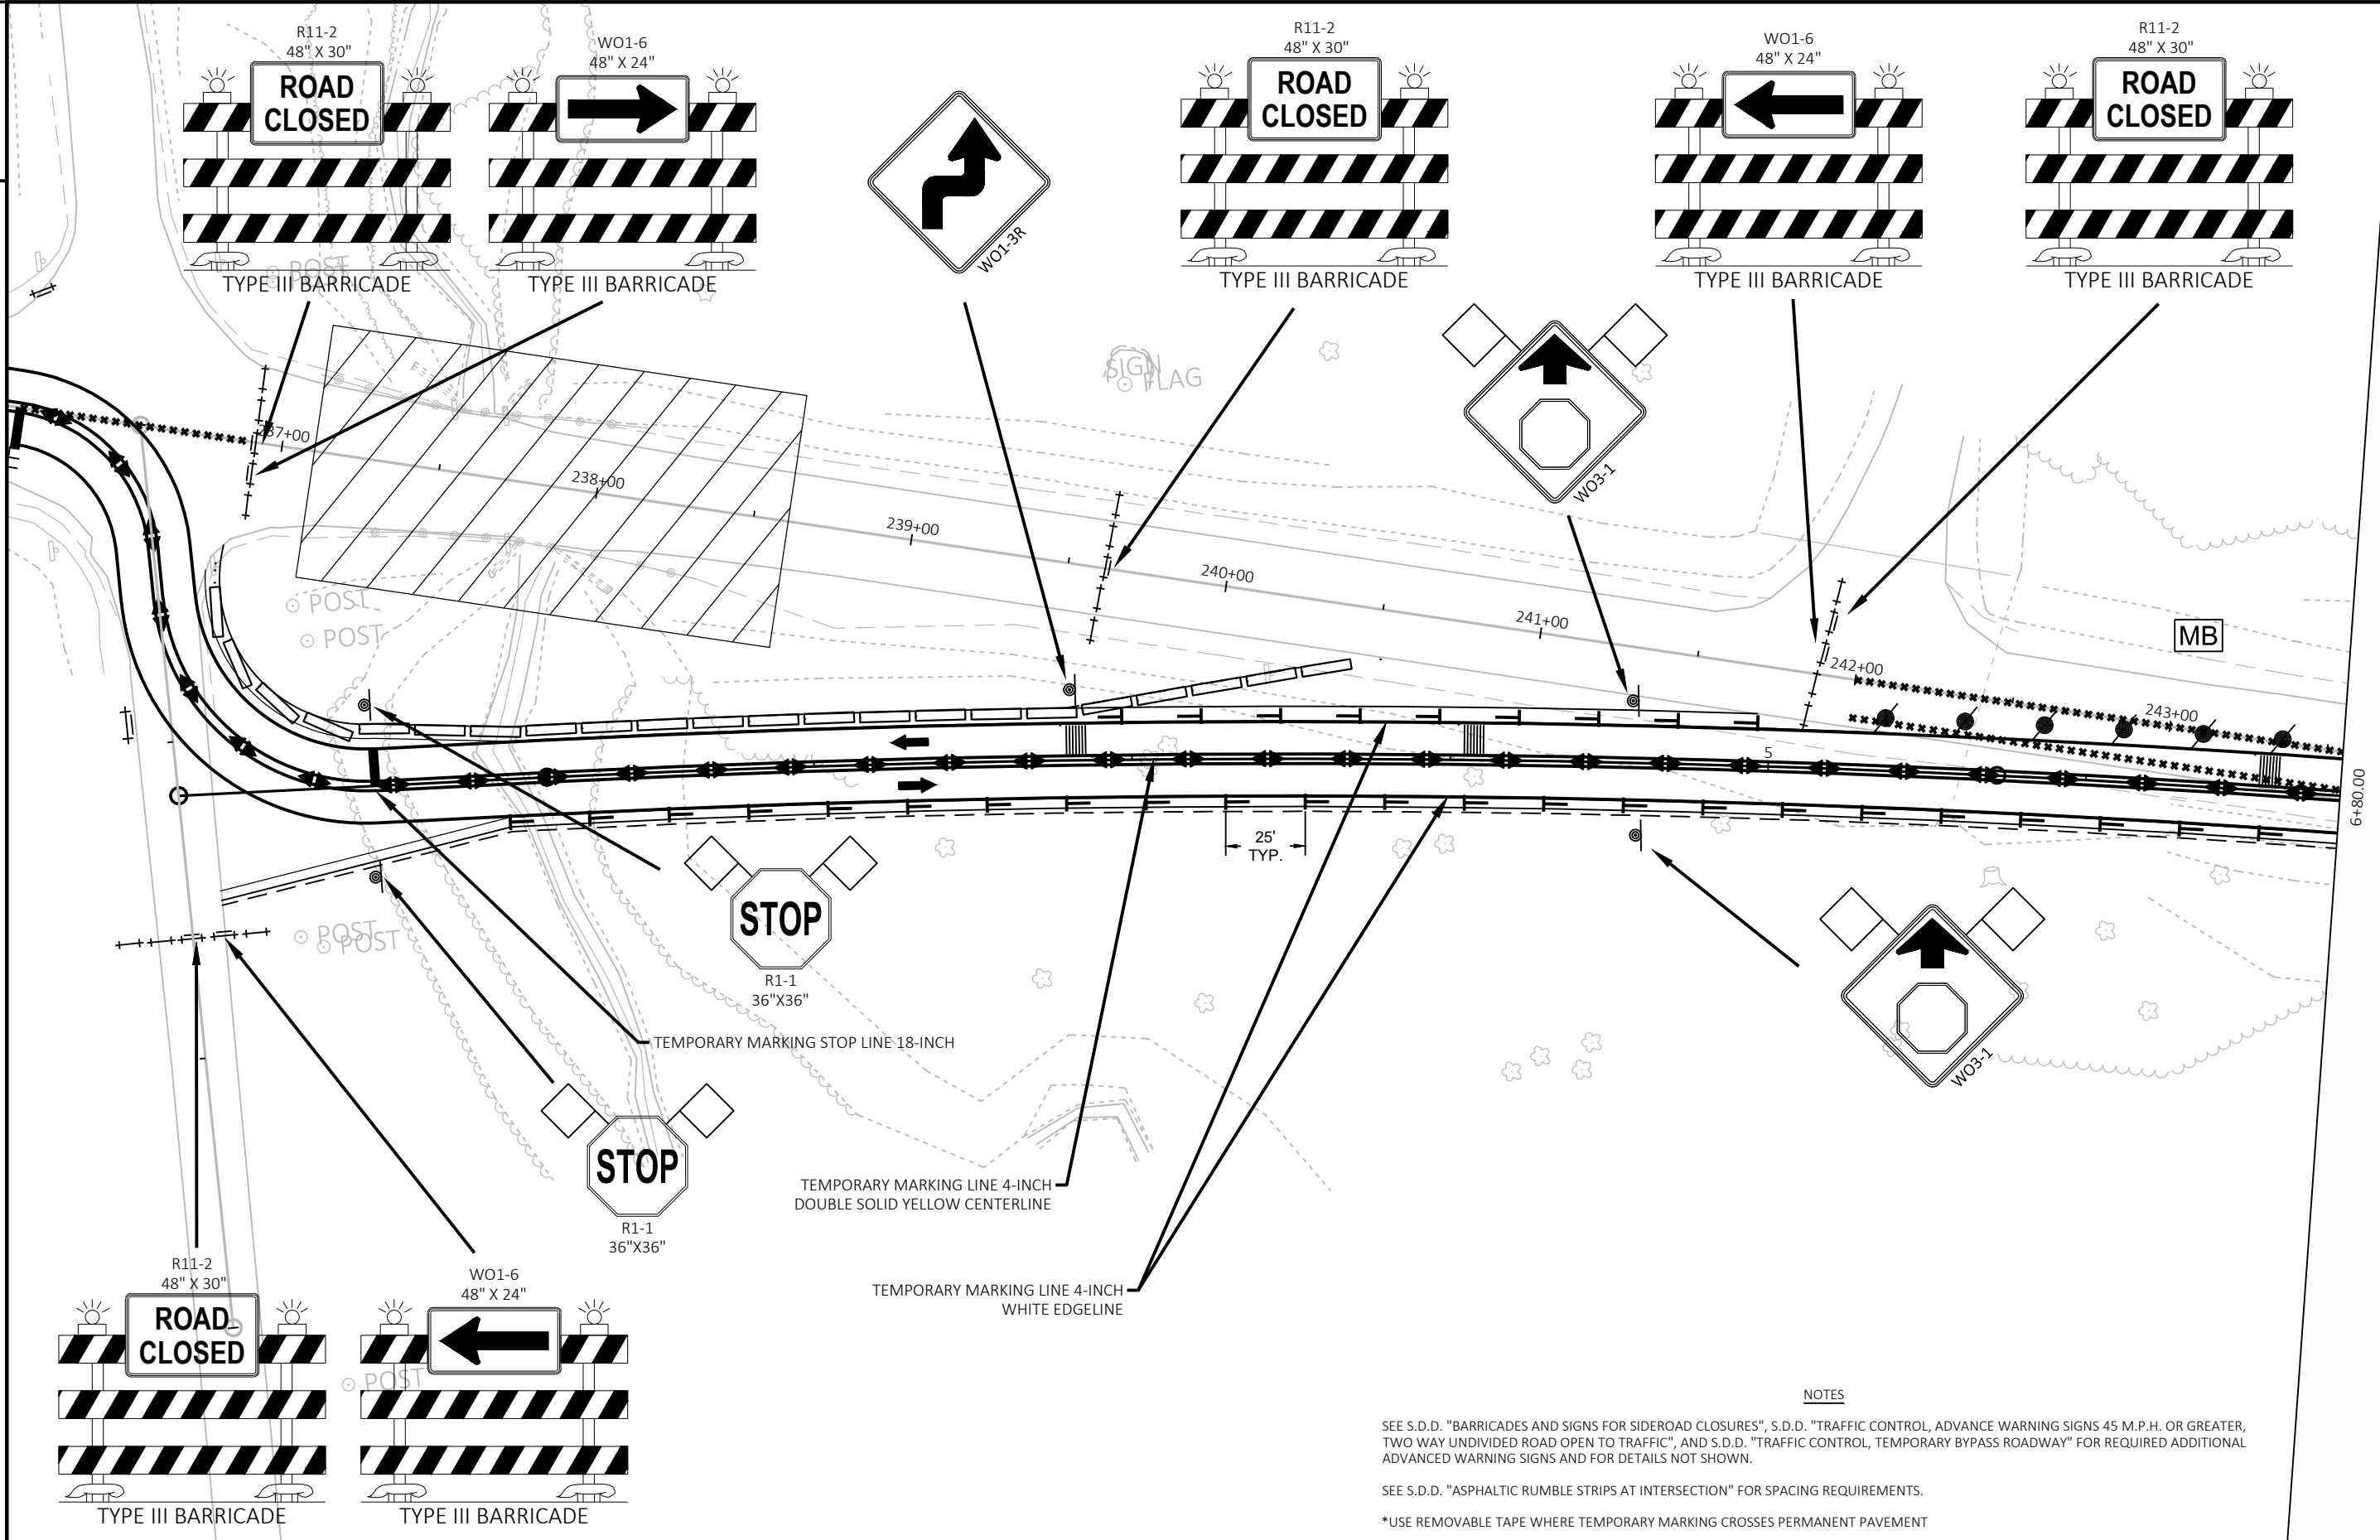 R11-2
48" X 30"
ROAD
CLOSED
TYPE III BARRICADE
WO1-6
48" X 24"
TYPE III BARRICADE
WO1-3R
R11-2
48" X 30"
ROAD
CLOSED
TYPE III BARRICADE
WO1-6
48" X 24"
TYPE III BARRICADE
R11-2
48" X 30"
ROAD
CLOSED
TYPE III BARRICADE
POST
SIGN
FLAG
WO3-1
237+00
238+00
239+00
240+00
241+00
242+00
243+00
POST
POST
MB
5
6+80.00
25'
TYP.
STOP
R1-1
36"X36"
POST
POST
TEMPORARY MARKING STOP LINE 18-INCH
WO3-1
STOP
R1-1
36"X36"
TEMPORARY MARKING LINE 4-INCH
DOUBLE SOLID YELLOW CENTERLINE
TEMPORARY MARKING LINE 4-INCH
WHITE EDGELINE
R11-2
48" X 30"
ROAD
CLOSED
TYPE III BARRICADE
WO1-6
48" X 24"
POST
TYPE III BARRICADE
NOTES
SEE S.D.D. "BARRICADES AND SIGNS FOR SIDEROAD CLOSURES", S.D.D. "TRAFFIC CONTROL, ADVANCE WARNING SIGNS 45 M.P.H. OR GREATER,
TWO WAY UNDIVIDED ROAD OPEN TO TRAFFIC", AND S.D.D. "TRAFFIC CONTROL, TEMPORARY BYPASS ROADWAY" FOR REQUIRED ADDITIONAL
ADVANCED WARNING SIGNS AND FOR DETAILS NOT SHOWN.
SEE S.D.D. "ASPHALTIC RUMBLE STRIPS AT INTERSECTION" FOR SPACING REQUIREMENTS.
*USE REMOVABLE TAPE WHERE TEMPORARY MARKING CROSSES PERMANENT PAVEMENT